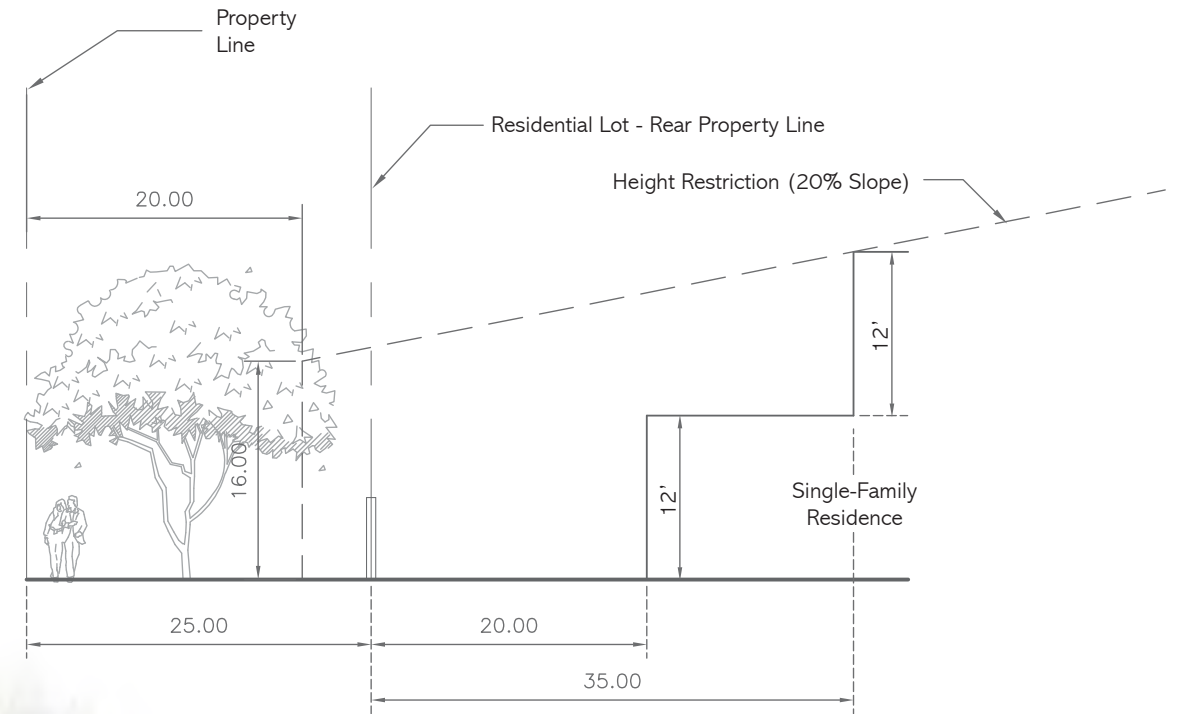 Property
Line
Residential Lot - Rear Property Line
Height Restriction (20% Slope)
20.00
12’
16.00
12’
Single-Family
Residence
25.00
20.00
35.00